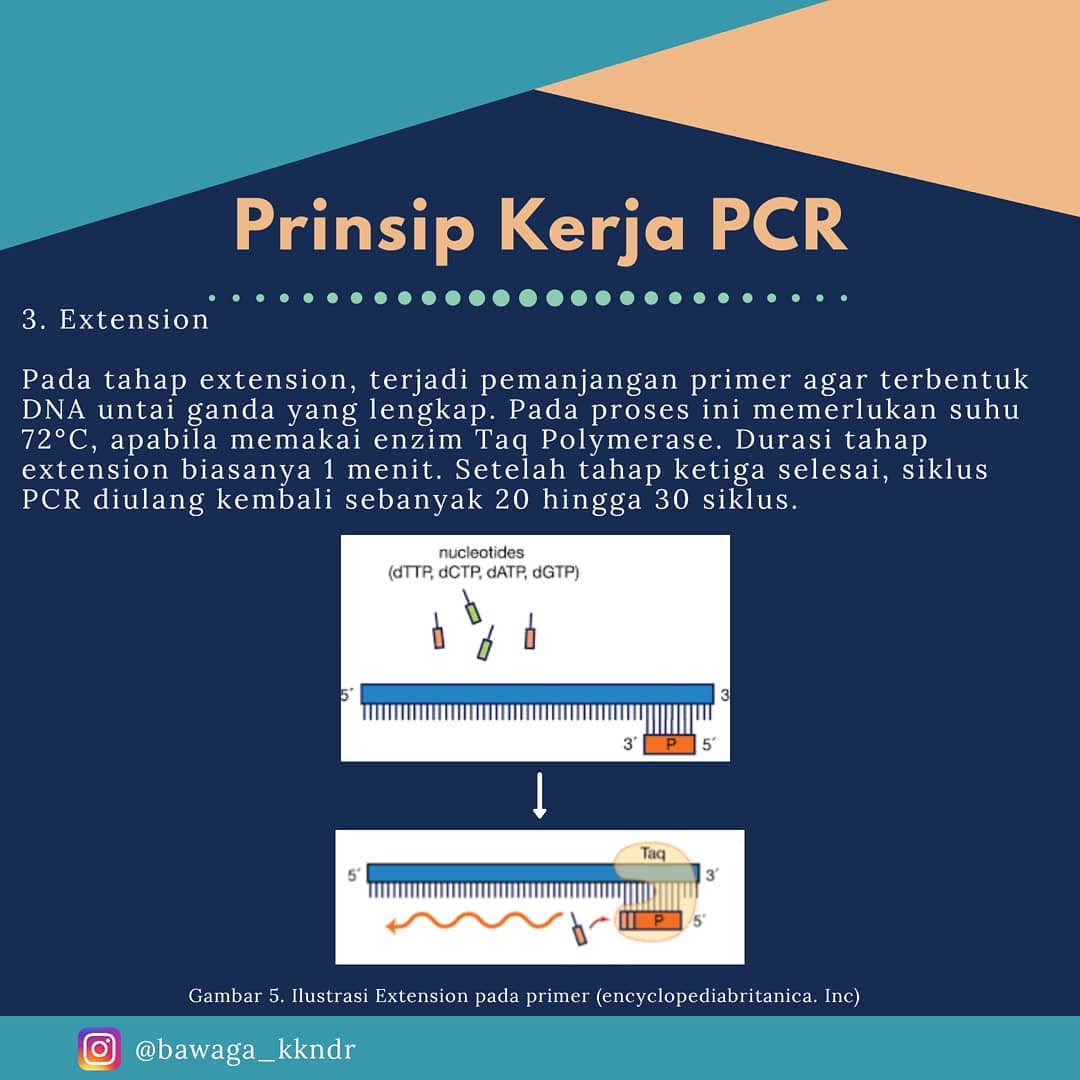 Prinsip Kerja PCR
3. Extension
Pada tahap extension, terjadi pemanjangan primer agar terbentuk
DNA untai ganda yang lengkap. Pada proses ini memerlukan suhu
72°C, apabila memakai enzim Taq Polymerase. Durasi tahap
extension biasanya 1 menit. Setelah tahap ketiga selesai, siklus
PCR diulang kembali sebanyak 20 hingga 30 siklus.
nucleotides
(dTTP, dCTP, dATP, dGTP)
5´ 3
3´ P 5´
Taq
5´ 3´
P 5´
Gambar 5. Ilustrasi Extension pada primer (encyclopediabritanica. Inc)
@bawaga_kkndr